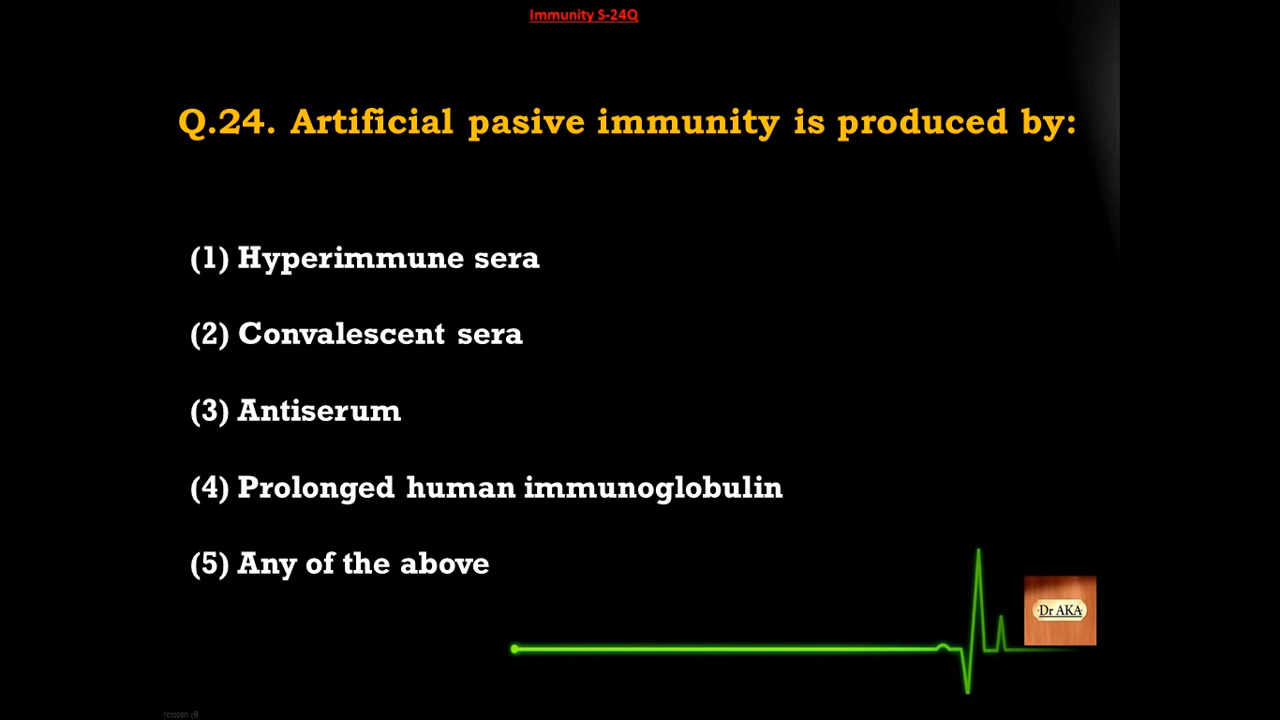 Immunity S-24Q
Q.24. Artificial pasive immunity is produced by:
(1) Hyperimmune sera
(2) Convalescent sera
(3) Antiserum
(4) Prolonged human immunoglobulin
(5) Any of the above
Dr AKA